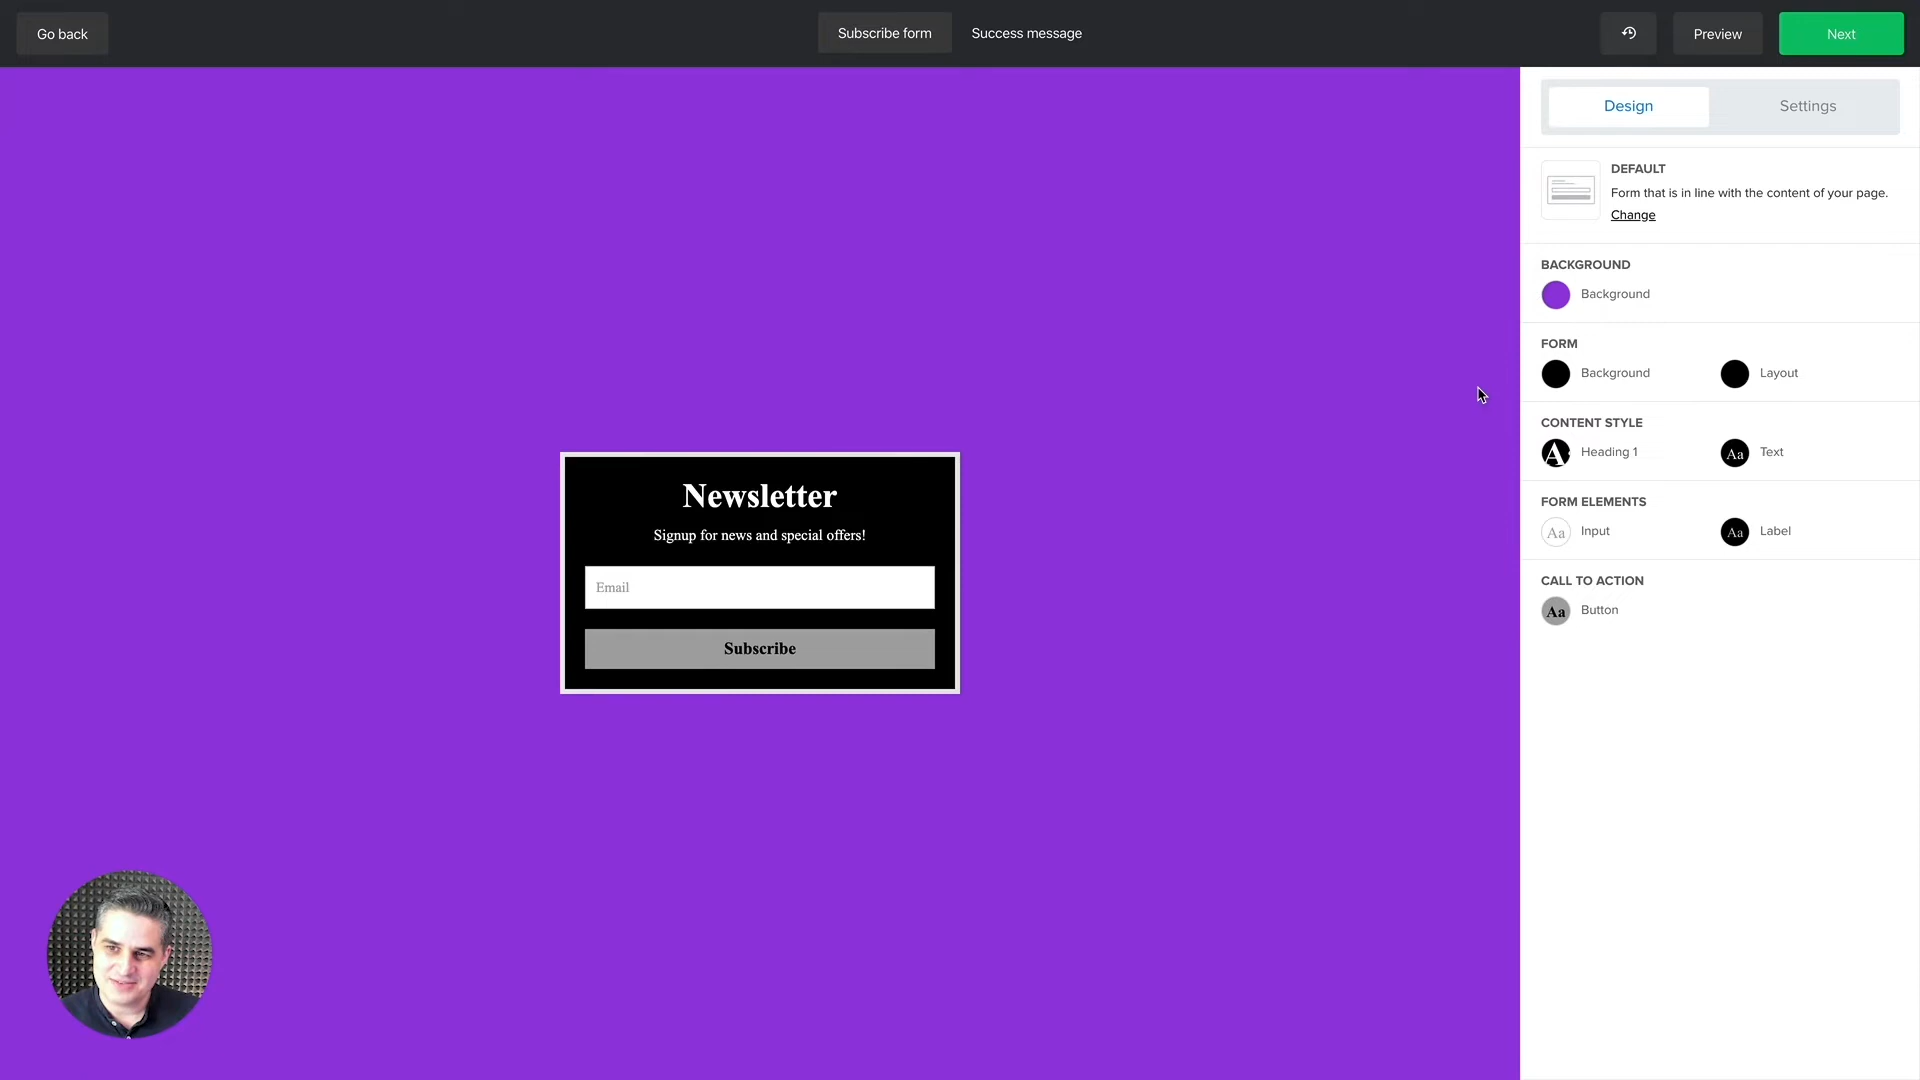 Go back
Subscribe form
Success message
Preview
Next
Design
Settings
DEFAULT
Form that is in line with the content of your page.
Change
BACKGROUND
Background
FORM
Background
Layout
CONTENT STYLE
A
Heading 1
Aa
Text
FORM ELEMENTS
Aa
Input
Aa
Label
CALL TO ACTION
Aa
Button
Newsletter
Signup for news and special offers!
Email
Subscribe